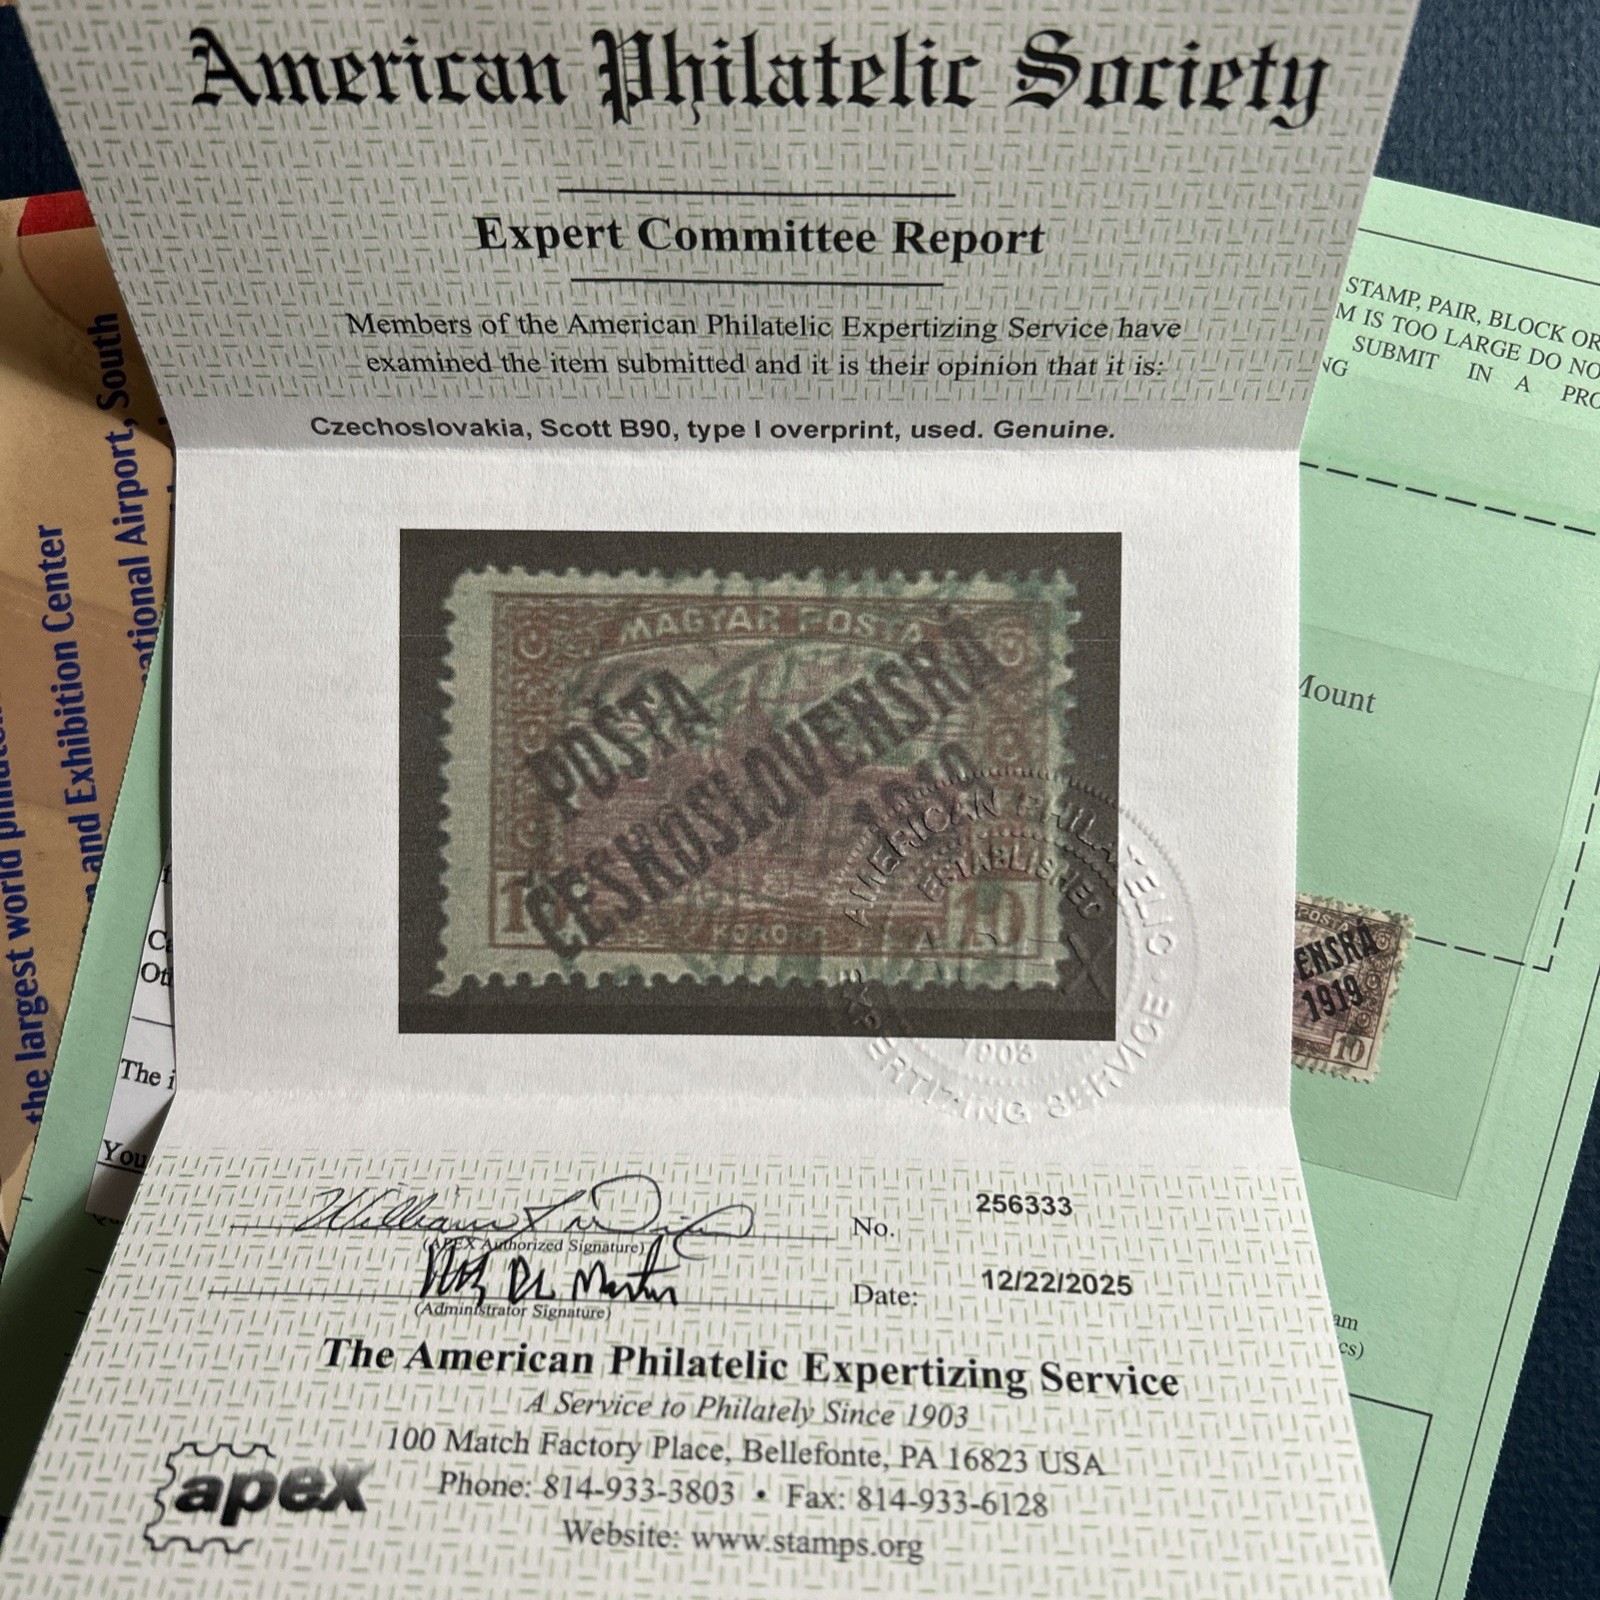 American Philatelic Society
Expert Committee Report
Members of the American Philatelic Expertizing Service have
examined the item submitted and it is their opinion that it is:
Czechoslovakia, Scott B90, type I overprint, used. Genuine.
MAGYAR POSTA
POŠTA
ČESKOSLOVENSKÁ
1919
10
10
KORONA
AMERICAN PHILATELIC
ESTABLISHED
EXPERTIZING SERVICE
(APEX Authorized Signature)
No. 256333
(Administrator Signature)
Date: 12/22/2025
The American Philatelic Expertizing Service
A Service to Philately Since 1903
100 Match Factory Place, Bellefonte, PA 16823 USA
Phone: 814-933-3803 • Fax: 814-933-6128
Website: www.stamps.org
apex
STAMP, PAIR, BLOCK OR
M IS TOO LARGE DO NO
SUBMIT IN A PRO
NG
Mount
POSTA
ENSKÁ
1919
10
am
cs)
the largest world
and Exhibition Center
ational Airport, South
The i
You